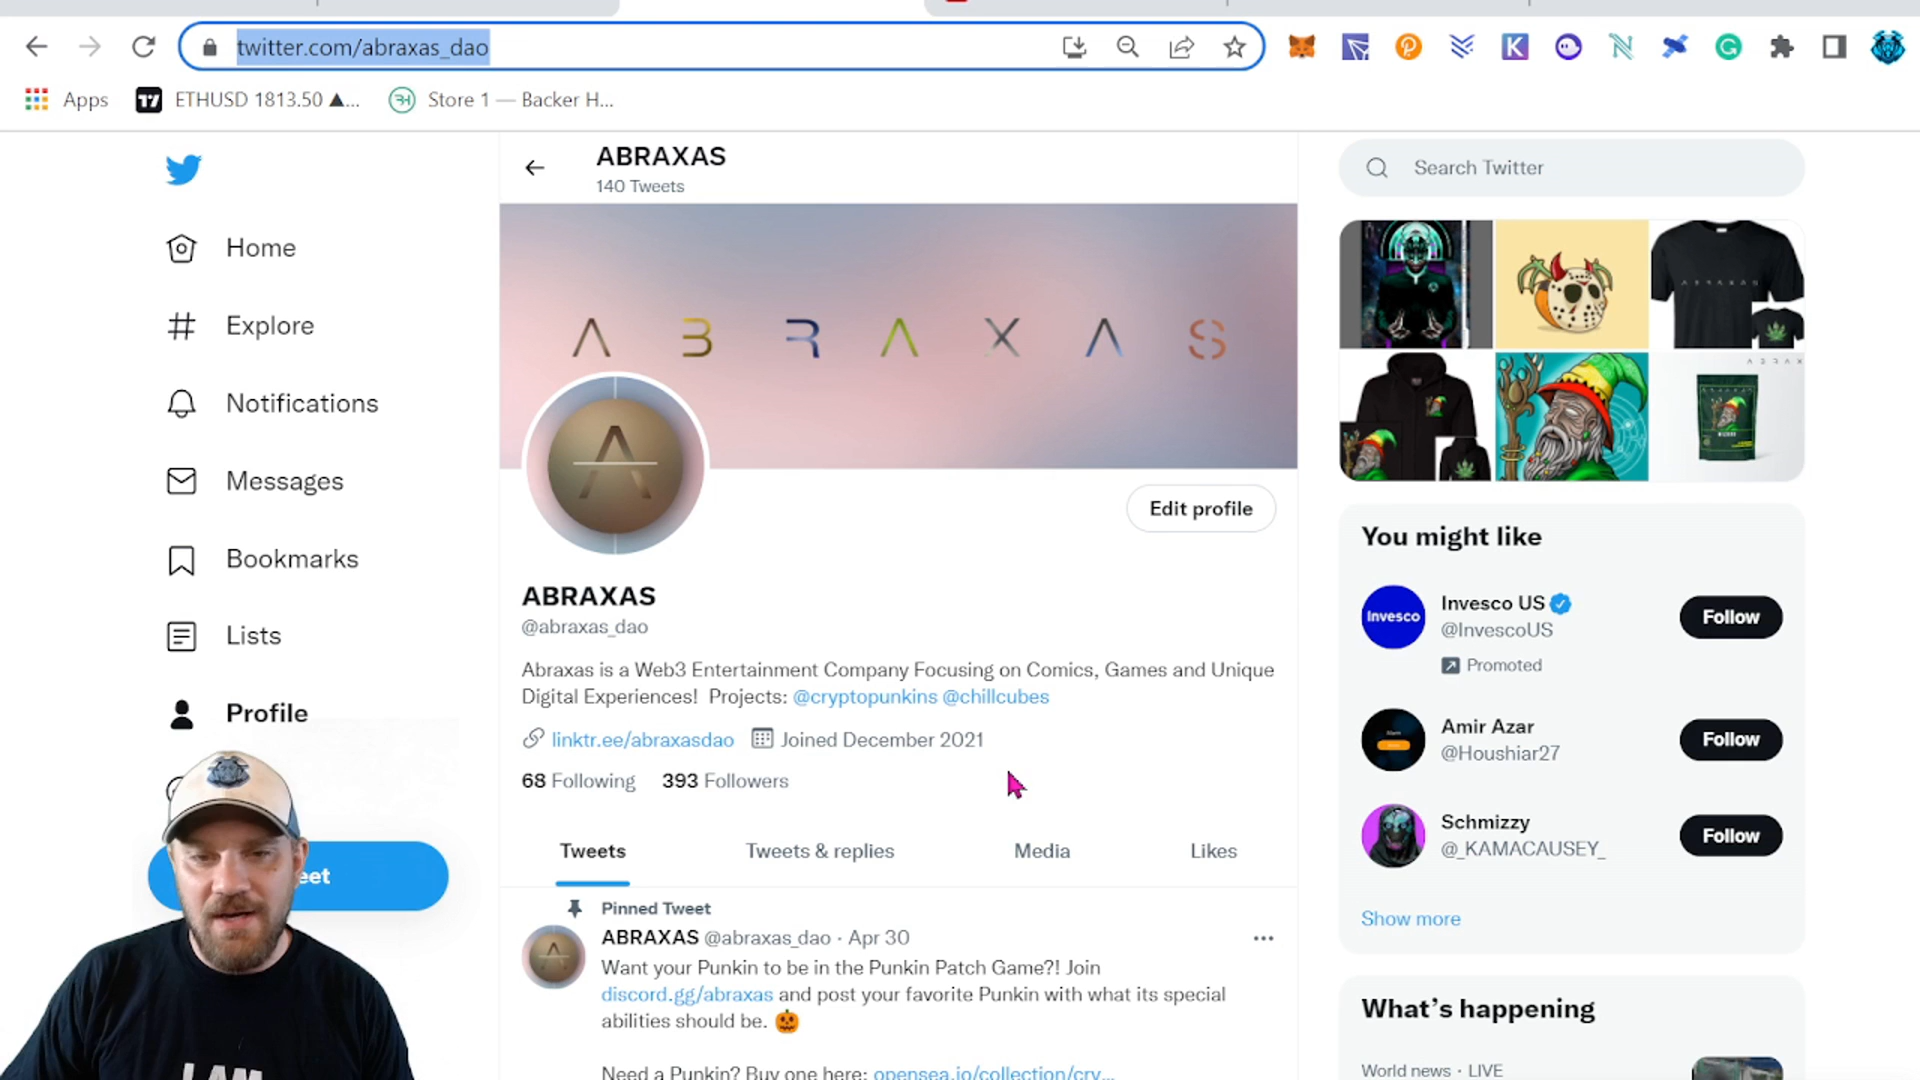 twitter.com/abraxas_dao
Apps
ETHUSD 1813.50 ▲...
Store 1 — Backer H...
Home
Explore
Notifications
Messages
Bookmarks
Lists
Profile
eet
ABRAXAS
140 Tweets
ABRAXAS
Edit profile
ABRAXAS
@abraxas_dao
Abraxas is a Web3 Entertainment Company Focusing on Comics, Games and Unique
Digital Experiences! Projects: @cryptopunkins @chillcubes
linktr.ee/abraxasdao Joined December 2021
68 Following 393 Followers
Tweets Tweets & replies Media Likes
Pinned Tweet
ABRAXAS @abraxas_dao · Apr 30
Want your Punkin to be in the Punkin Patch Game?! Join
discord.gg/abraxas and post your favorite Punkin with what its special
abilities should be. 🎃
Need a Punkin? Buy one here: opensea.io/collection/cry...
Search Twitter
ABRAXAS
You might like
Invesco
Invesco US
@InvescoUS
Promoted
Follow
Amir Azar
@Houshiar27
Follow
Schmizzy
@_KAMACAUSEY_
Follow
Show more
What's happening
World news · LIVE
I AM